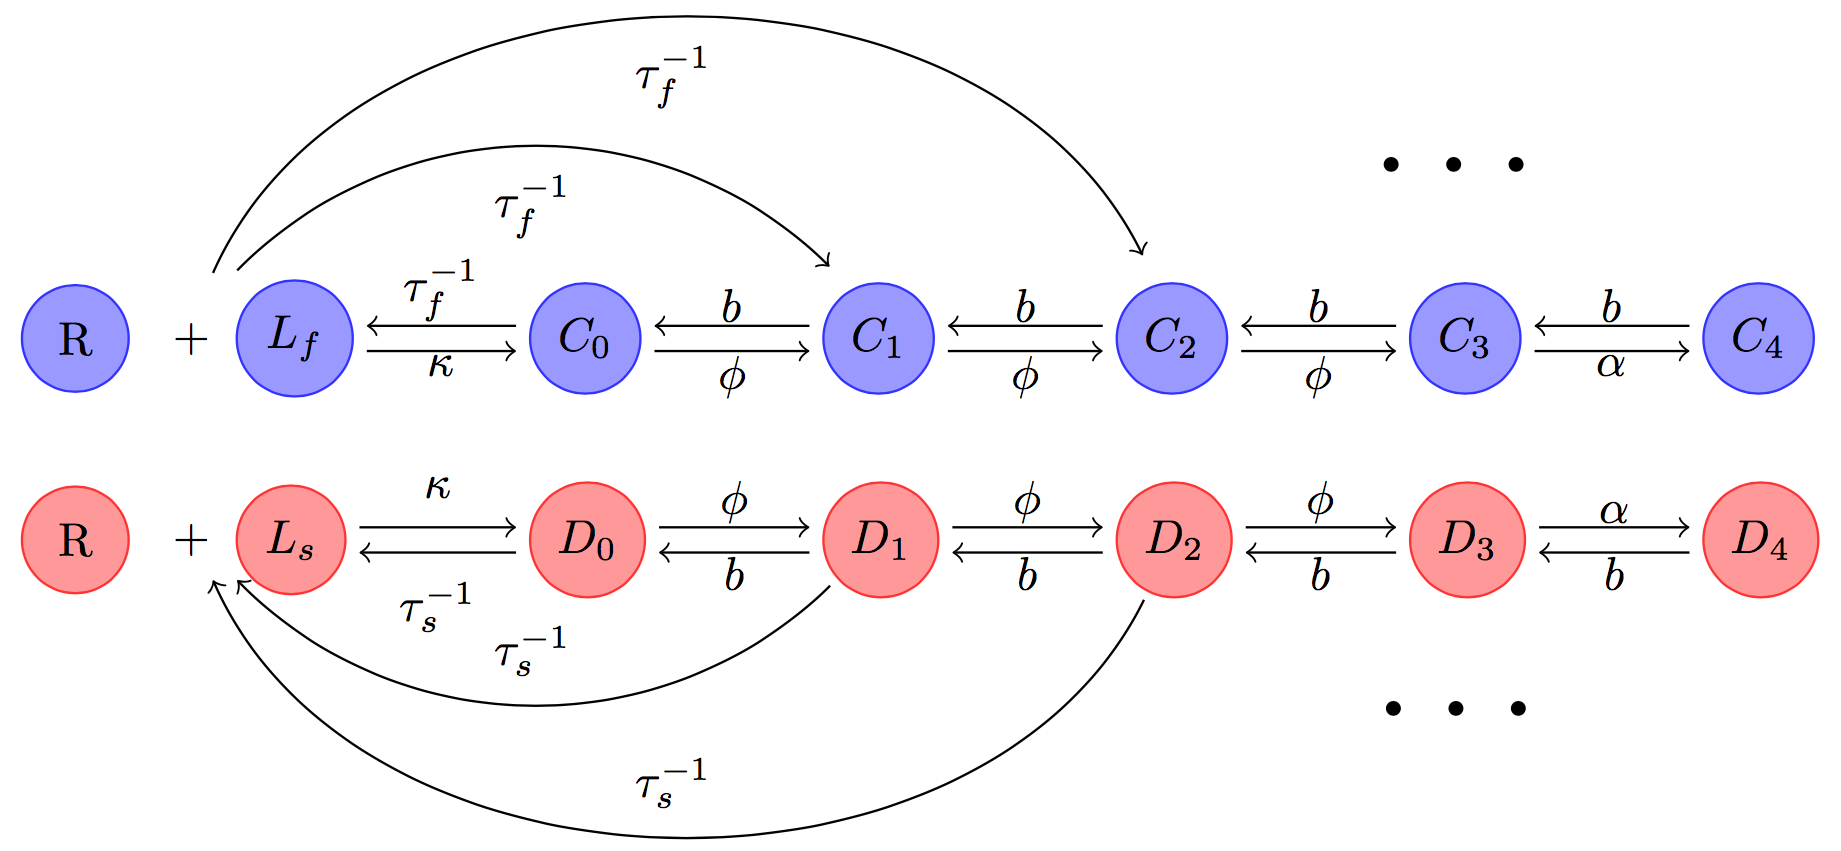 τ_f^{-1}
τ_f^{-1}
τ_f^{-1} b b b b
R + L_f C_0 C_1 C_2 C_3 C_4
κ ϕ ϕ ϕ α
κ ϕ ϕ ϕ α
R + L_s D_0 D_1 D_2 D_3 D_4
τ_s^{-1} b b b b
τ_s^{-1}
τ_s^{-1}